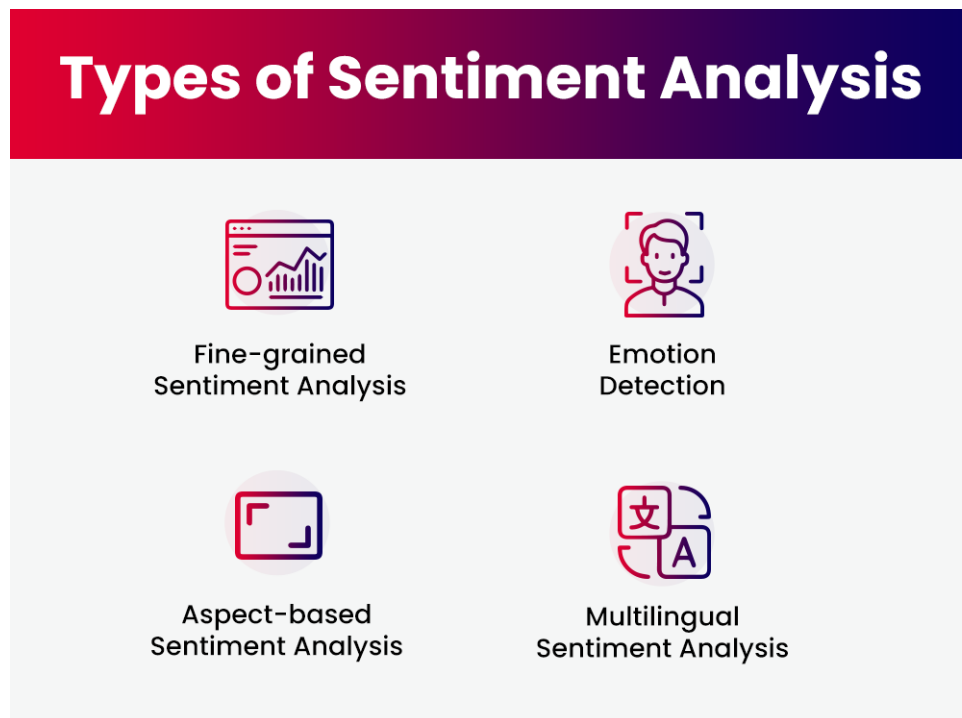 Types of Sentiment Analysis
Fine-grained
Sentiment Analysis
Emotion
Detection
Aspect-based
Sentiment Analysis
文
A
Multilingual
Sentiment Analysis